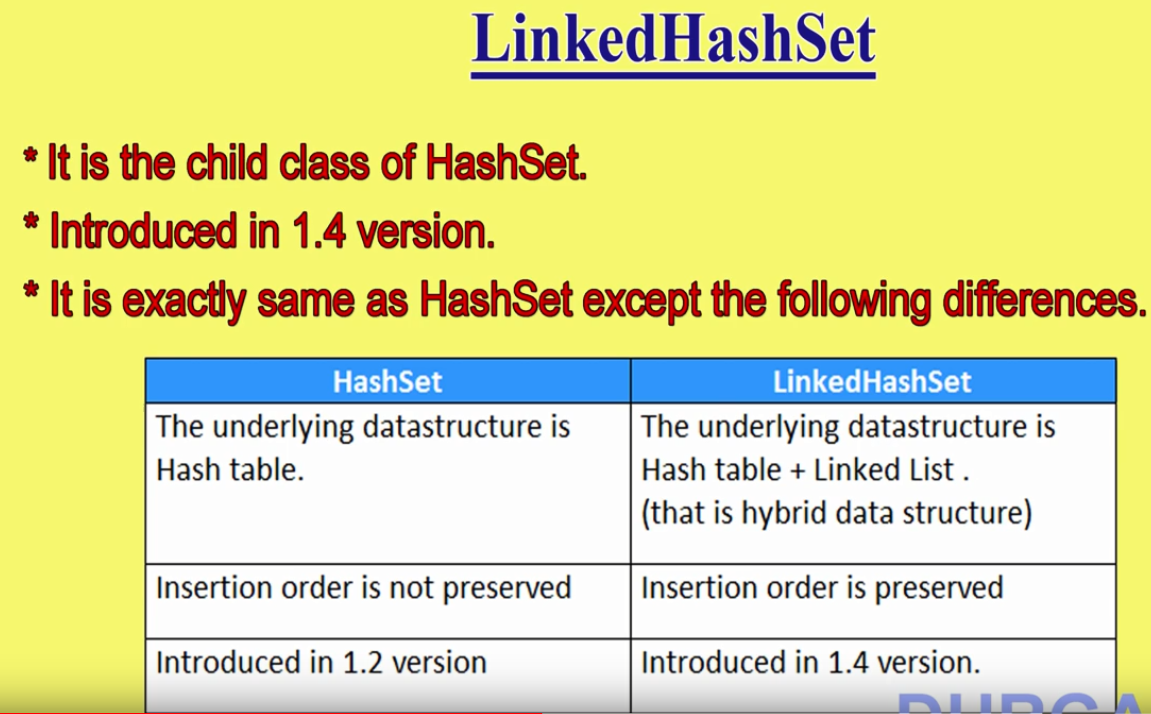 LinkedHashSet
* It is the child class of HashSet.
* Introduced in 1.4 version.
* It is exactly same as HashSet except the following differences.
HashSet
LinkedHashSet
The underlying datastructure is
Hash table.
The underlying datastructure is
Hash table + Linked List .
(that is hybrid data structure)
Insertion order is not preserved
Insertion order is preserved
Introduced in 1.2 version
Introduced in 1.4 version.
DURGA